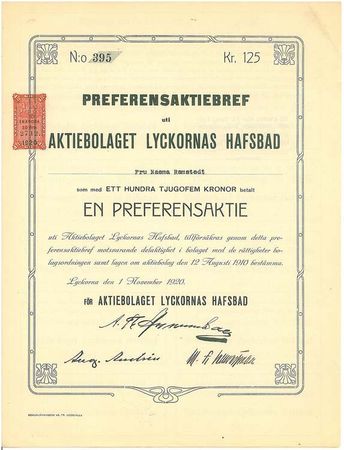 N:o 395 Kr. 125
PREFERENSAKTIEBREF
uti
AKTIEBOLAGET LYCKORNAS HAFSBAD
Fru Naema Ramstedt
som med ETT HUNDRA TJUGOFEM KRONOR betalt
EN PREFERENSAKTIE
uti Aktiebolaget Lyckornas Hafsbad, tillförsäkras genom detta pre-
ferensaktiebref motsvarande delaktighet i bolaget med de rättigheter bo-
lagsordningen samt lagen om aktiebolag den 12 Augusti 1910 bestämma.
Lyckorna den 1 November 1920.
FÖR AKTIEBOLAGET LYCKORNAS HAFSBAD